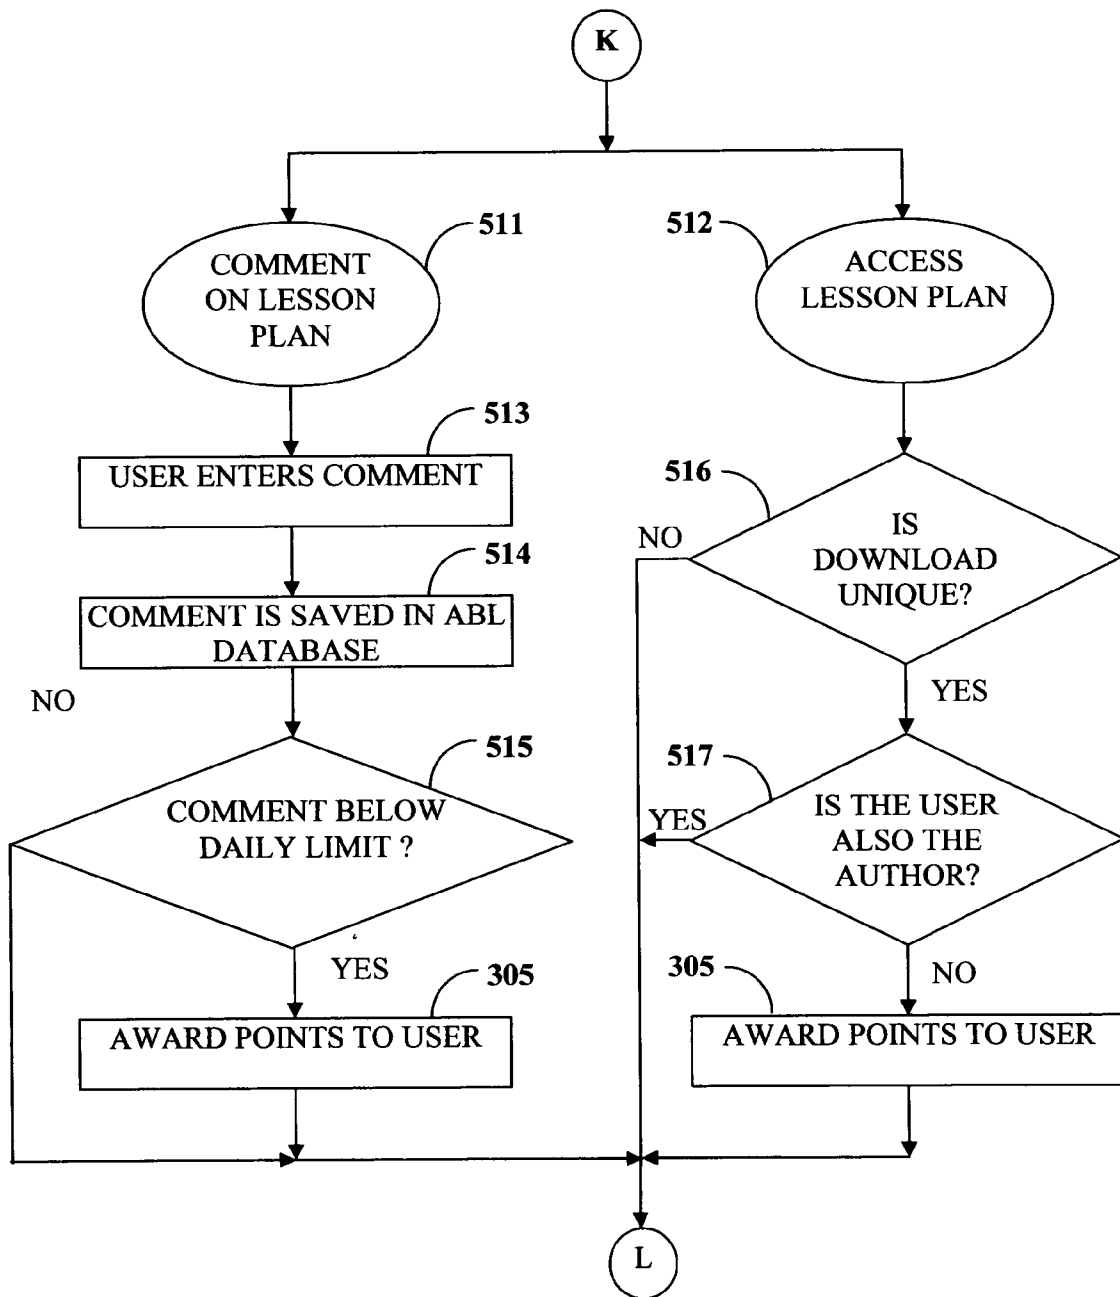 K
511
COMMENT
ON LESSON
PLAN
512
ACCESS
LESSON PLAN
513
USER ENTERS COMMENT
514
COMMENT IS SAVED IN ABL
DATABASE
NO
515
COMMENT BELOW
DAILY LIMIT ?
YES
305
AWARD POINTS TO USER
516
NO
IS
DOWNLOAD
UNIQUE?
YES
517
YES
IS THE USER
ALSO THE
AUTHOR?
NO
305
AWARD POINTS TO USER
L